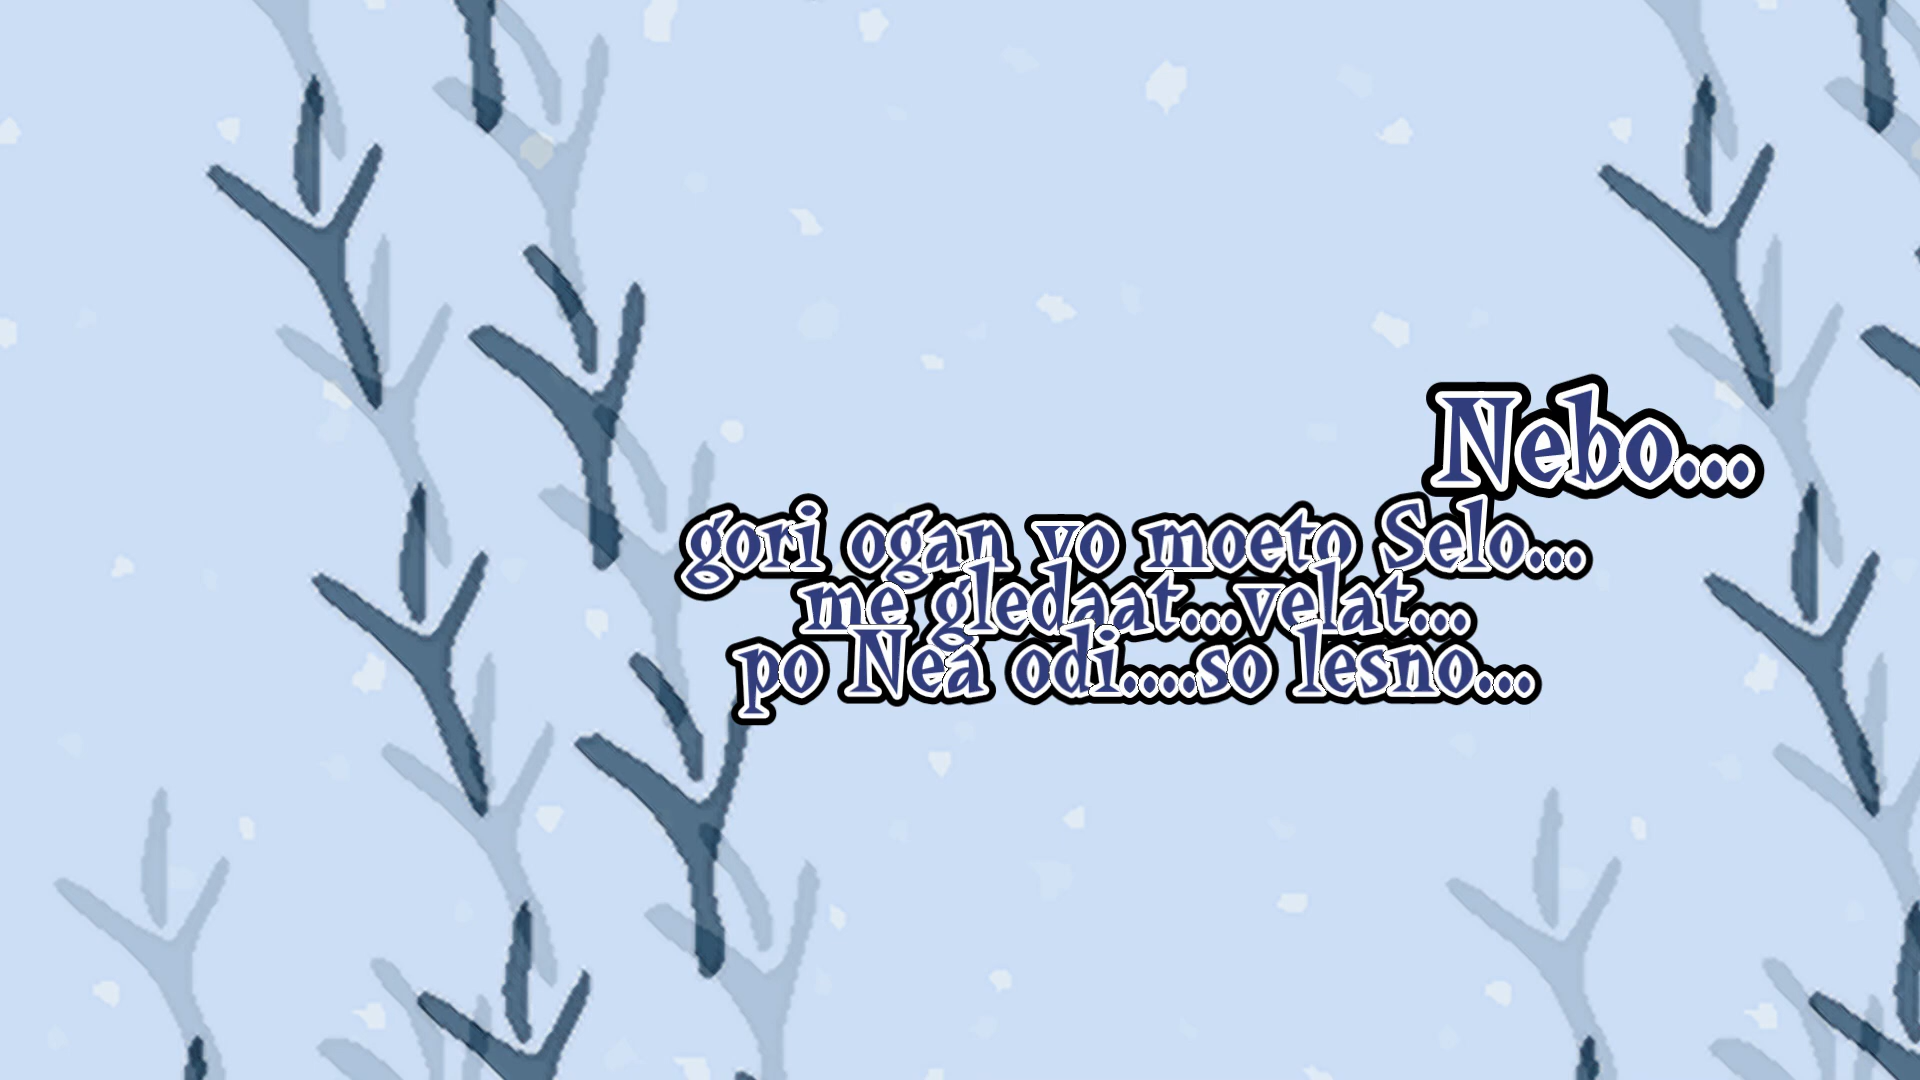 Nebo...
gori ogan vo moeto Selo...
me gledaat...velat...
po Nea odi....so lesno...